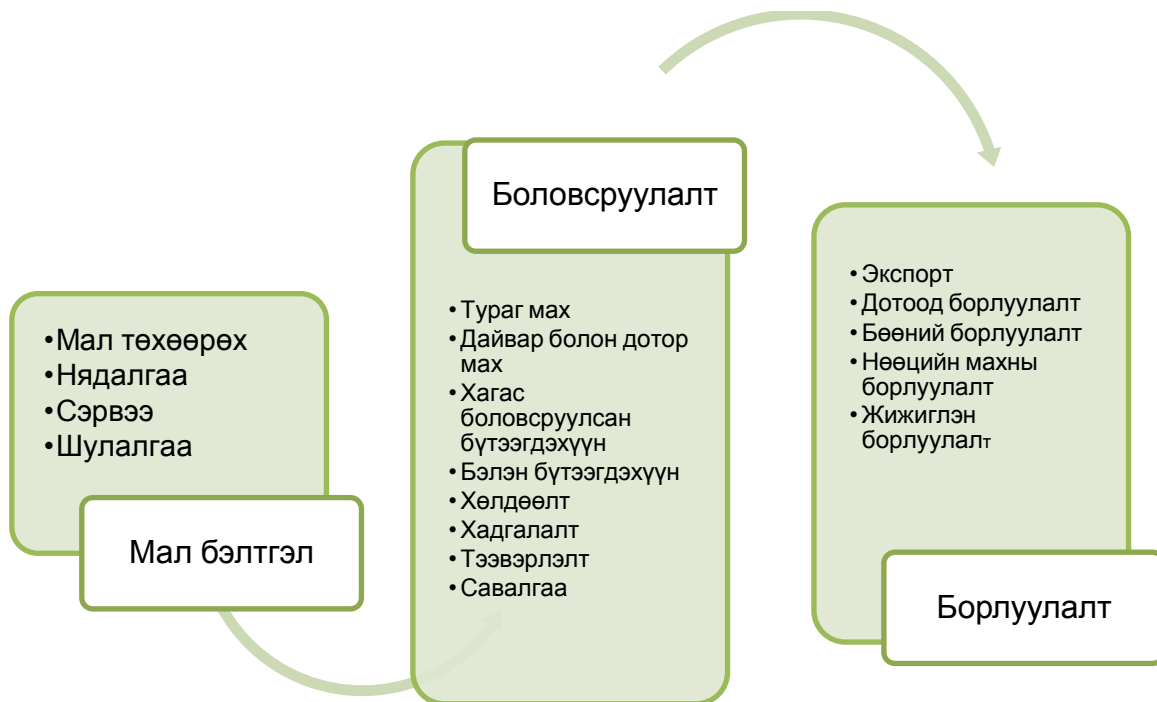 •Мал төхөөрөх
•Нядалгаа
•Сэрвээ
•Шулалгаа
Мал бэлтгэл
Боловсруулалт
•Тураг мах
•Дайвар болон дотор
мах
•Хагас
боловсруулсан
бүтээгдэхүүн
•Бэлэн бүтээгдэхүүн
•Хөлдөөлт
•Хадгалалт
•Тээвэрлэлт
•Савалгаа
•Экспорт
•Дотоод борлуулалт
•Бөөний борлуулалт
•Нөөцийн махны
борлуулалт
•Жижиглэн
борлуулалт
Борлуулалт